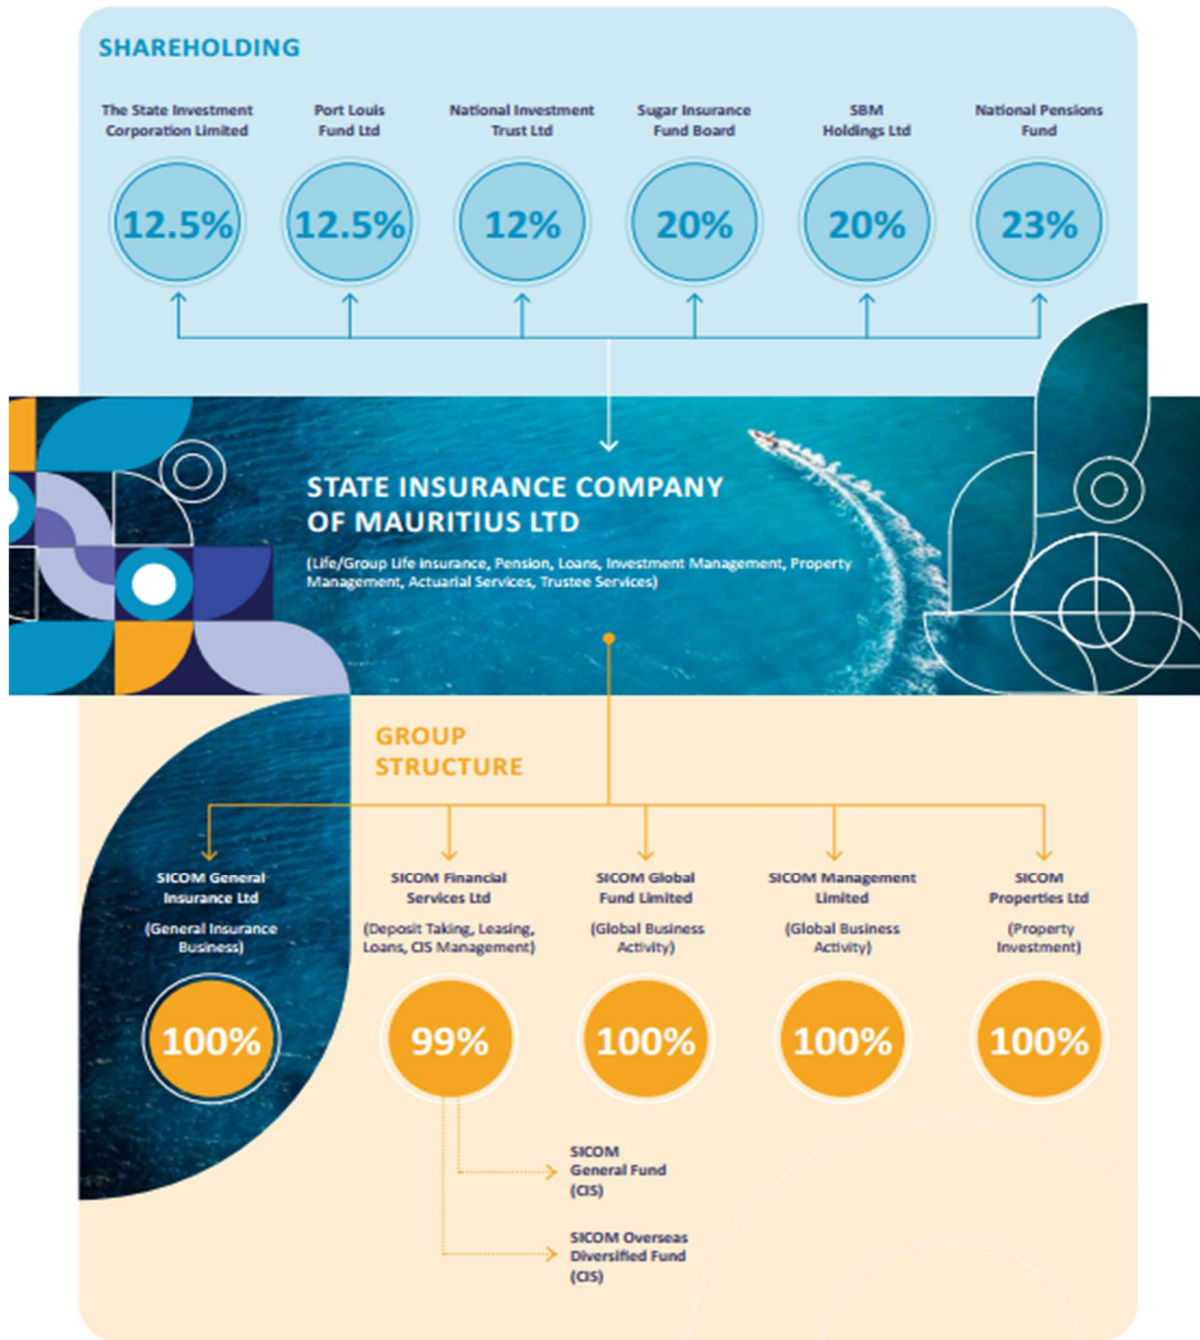 SHAREHOLDING
The State Investment
Corporation Limited
Port Louis
Fund Ltd
National Investment
Trust Ltd
Sugar Insurance
Fund Board
SBM
Holdings Ltd
National Pensions
Fund
12.5%
12.5%
12%
20%
20%
23%
STATE INSURANCE COMPANY
OF MAURITIUS LTD
(Life/Group Life Insurance, Pension, Loans, Investment Management, Property
Management, Actuarial Services, Trustee Services)
GROUP
STRUCTURE
SICOM General
Insurance Ltd
(General Insurance
Business)
SICOM Financial
Services Ltd
(Deposit Taking, Leasing,
Loans, CIS Management)
SICOM Global
Fund Limited
(Global Business
Activity)
SICOM Management
Limited
(Global Business
Activity)
SICOM
Properties Ltd
(Property
Investment)
100%
99%
100%
100%
100%
SICOM
General Fund
(CIS)
SICOM Overseas
Diversified Fund
(CIS)